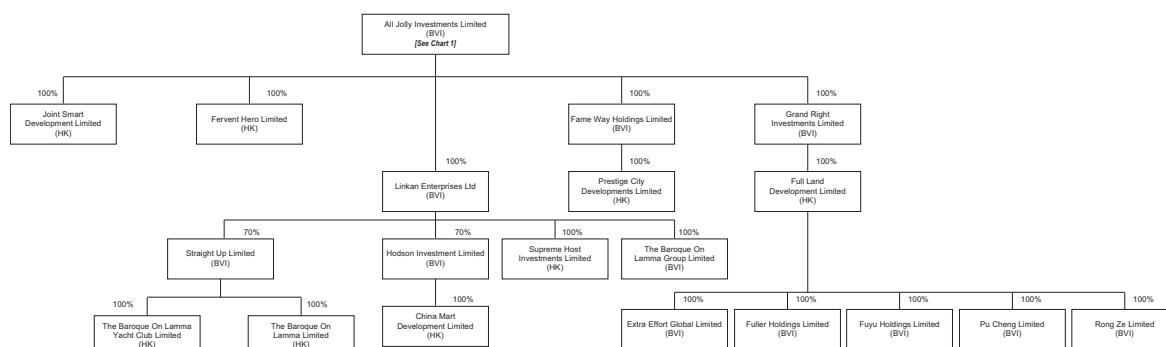 All Jolly Investments Limited
(BVI)
[See Chart 1]
100%
100%
100%
100%
Joint Smart
Development Limited
(HK)
Fervent Hero Limited
(HK)
Fame Way Holdings Limited
(BVI)
Grand Right
Investments Limited
(BVI)
100%
100%
100%
Linkan Enterprises Ltd
(BVI)
Prestige City
Developments Limited
(HK)
Full Land
Development Limited
(HK)
70%
70%
100%
100%
Straight Up Limited
(BVI)
Hodson Investment Limited
(BVI)
Supreme Host
Investments Limited
(HK)
The Baroque On
Lamma Group Limited
(BVI)
100%
100%
100%
100%
100%
100%
100%
100%
The Baroque On Lamma
Yacht Club Limited
(HK)
The Baroque On
Lamma Limited
(HK)
China Mart
Development Limited
(HK)
Extra Effort Global Limited
(BVI)
Fuller Holdings Limited
(BVI)
Fuyu Holdings Limited
(BVI)
Pu Cheng Limited
(BVI)
Rong Ze Limited
(BVI)